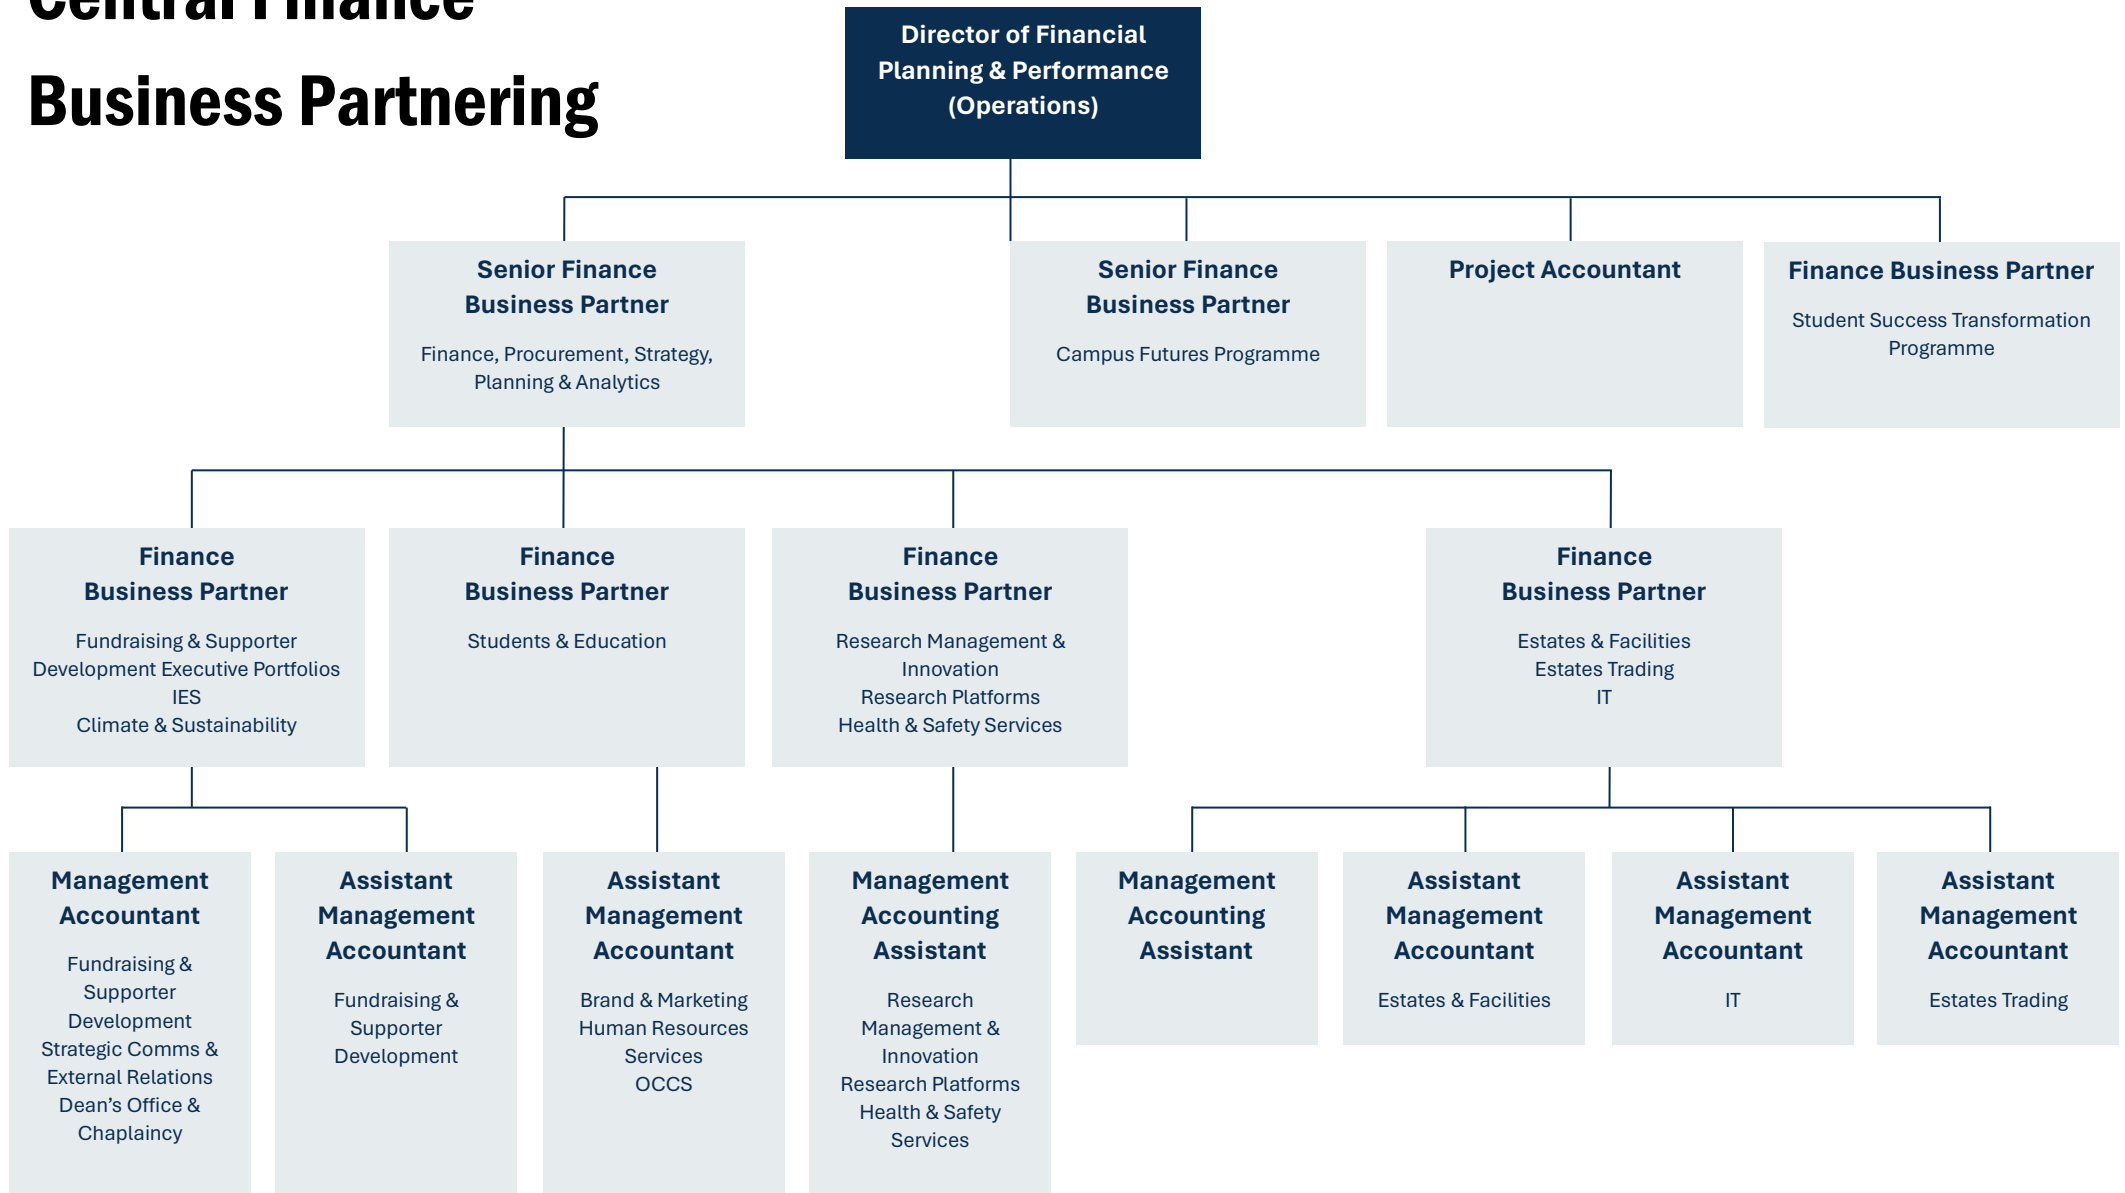 Central Finance
Business Partnering
Director of Financial
Planning & Performance
(Operations)
Senior Finance
Business Partner
Finance, Procurement, Strategy,
Planning & Analytics
Senior Finance
Business Partner
Campus Futures Programme
Project Accountant
Finance Business Partner
Student Success Transformation
Programme
Finance
Business Partner
Fundraising & Supporter
Development Executive Portfolios
IES
Climate & Sustainability
Finance
Business Partner
Students & Education
Finance
Business Partner
Research Management &
Innovation
Research Platforms
Health & Safety Services
Finance
Business Partner
Estates & Facilities
Estates Trading
IT
Management
Accountant
Fundraising &
Supporter
Development
Strategic Comms &
External Relations
Dean’s Office &
Chaplaincy
Assistant
Management
Accountant
Fundraising &
Supporter
Development
Assistant
Management
Accountant
Brand & Marketing
Human Resources
Services
OCCS
Management
Accounting
Assistant
Research
Management &
Innovation
Research Platforms
Health & Safety
Services
Management
Accounting
Assistant
Assistant
Management
Accountant
Estates & Facilities
Assistant
Management
Accountant
IT
Assistant
Management
Accountant
Estates Trading